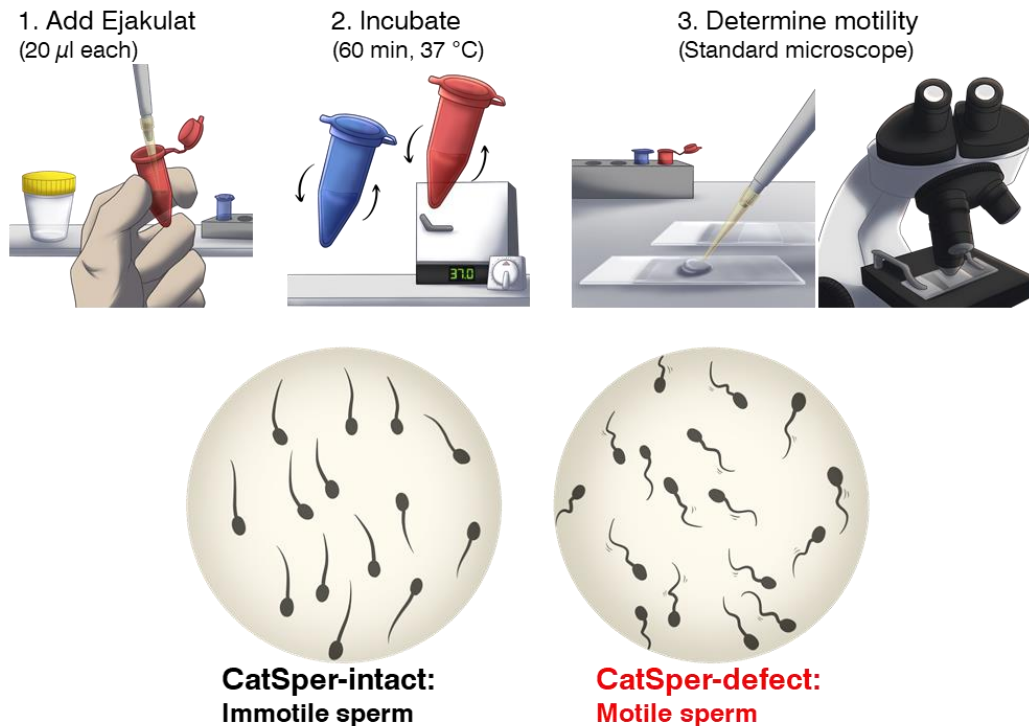 1. Add Ejakulat
(20 µl each)
2. Incubate
(60 min, 37 °C)
3. Determine motility
(Standard microscope)
37.0
CatSper-intact:
Immotile sperm
CatSper-defect:
Motile sperm